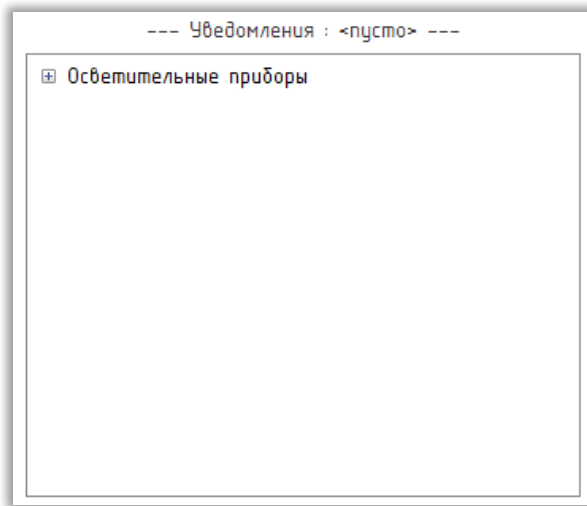 --- Уведомления : <пусто> ---
Осветительные приборы